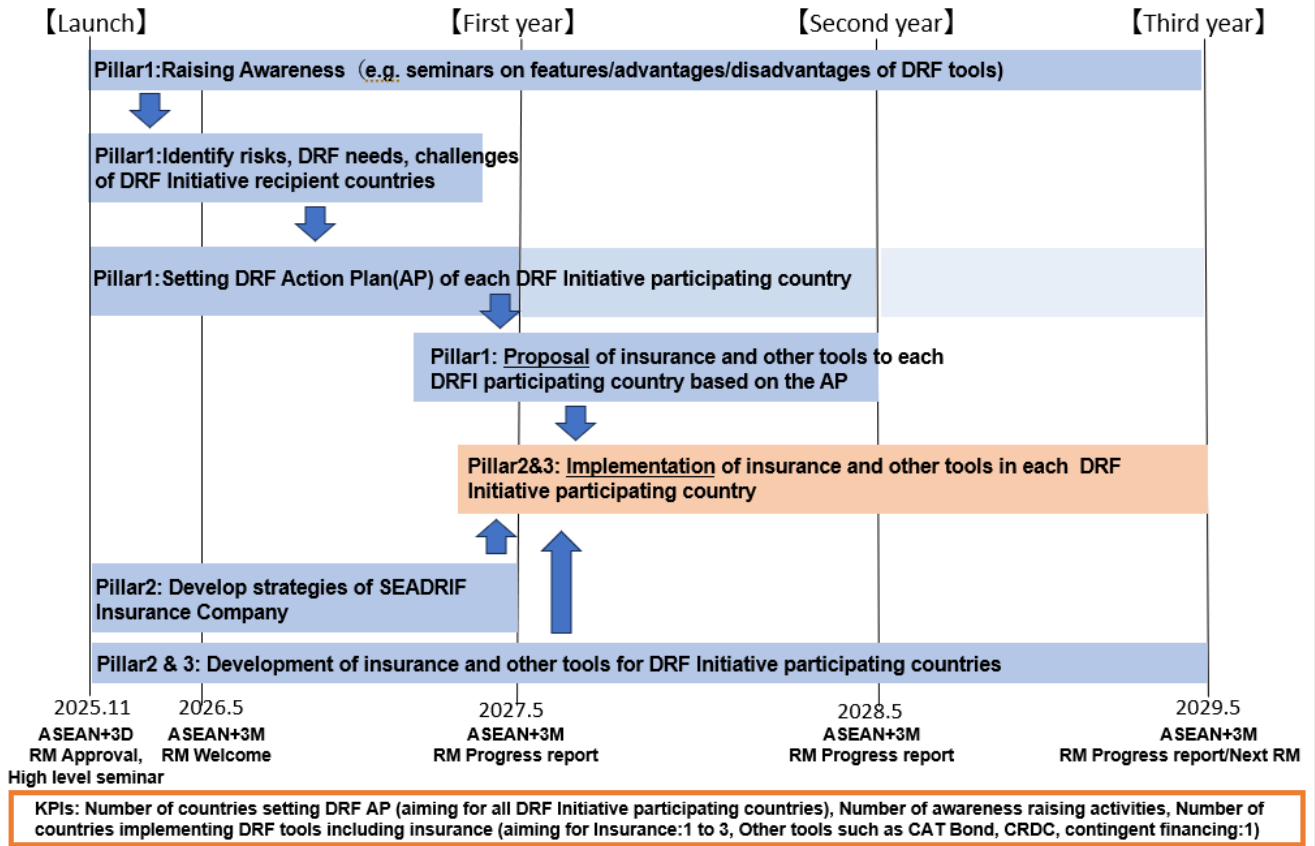 【Launch】
【First year】
【Second year】
【Third year】
Pillar1:Raising Awareness（e.g. seminars on features/advantages/disadvantages of DRF tools)
Pillar1:Identify risks, DRF needs, challenges
of DRF Initiative recipient countries
Pillar1:Setting DRF Action Plan(AP) of each DRF Initiative participating country
Pillar1: Proposal of insurance and other tools to each
DRFI participating country based on the AP
Pillar2&3: Implementation of insurance and other tools in each DRF
Initiative participating country
Pillar2: Develop strategies of SEADRIF
Insurance Company
Pillar2 & 3: Development of insurance and other tools for DRF Initiative participating countries
2025.11
ASEAN+3D
RM Approval,
High level seminar
2026.5
ASEAN+3M
RM Welcome
2027.5
ASEAN+3M
RM Progress report
2028.5
ASEAN+3M
RM Progress report
2029.5
ASEAN+3M
RM Progress report/Next RM
KPIs: Number of countries setting DRF AP (aiming for all DRF Initiative participating countries), Number of awareness raising activities, Number of
countries implementing DRF tools including insurance (aiming for Insurance:1 to 3, Other tools such as CAT Bond, CRDC, contingent financing:1)